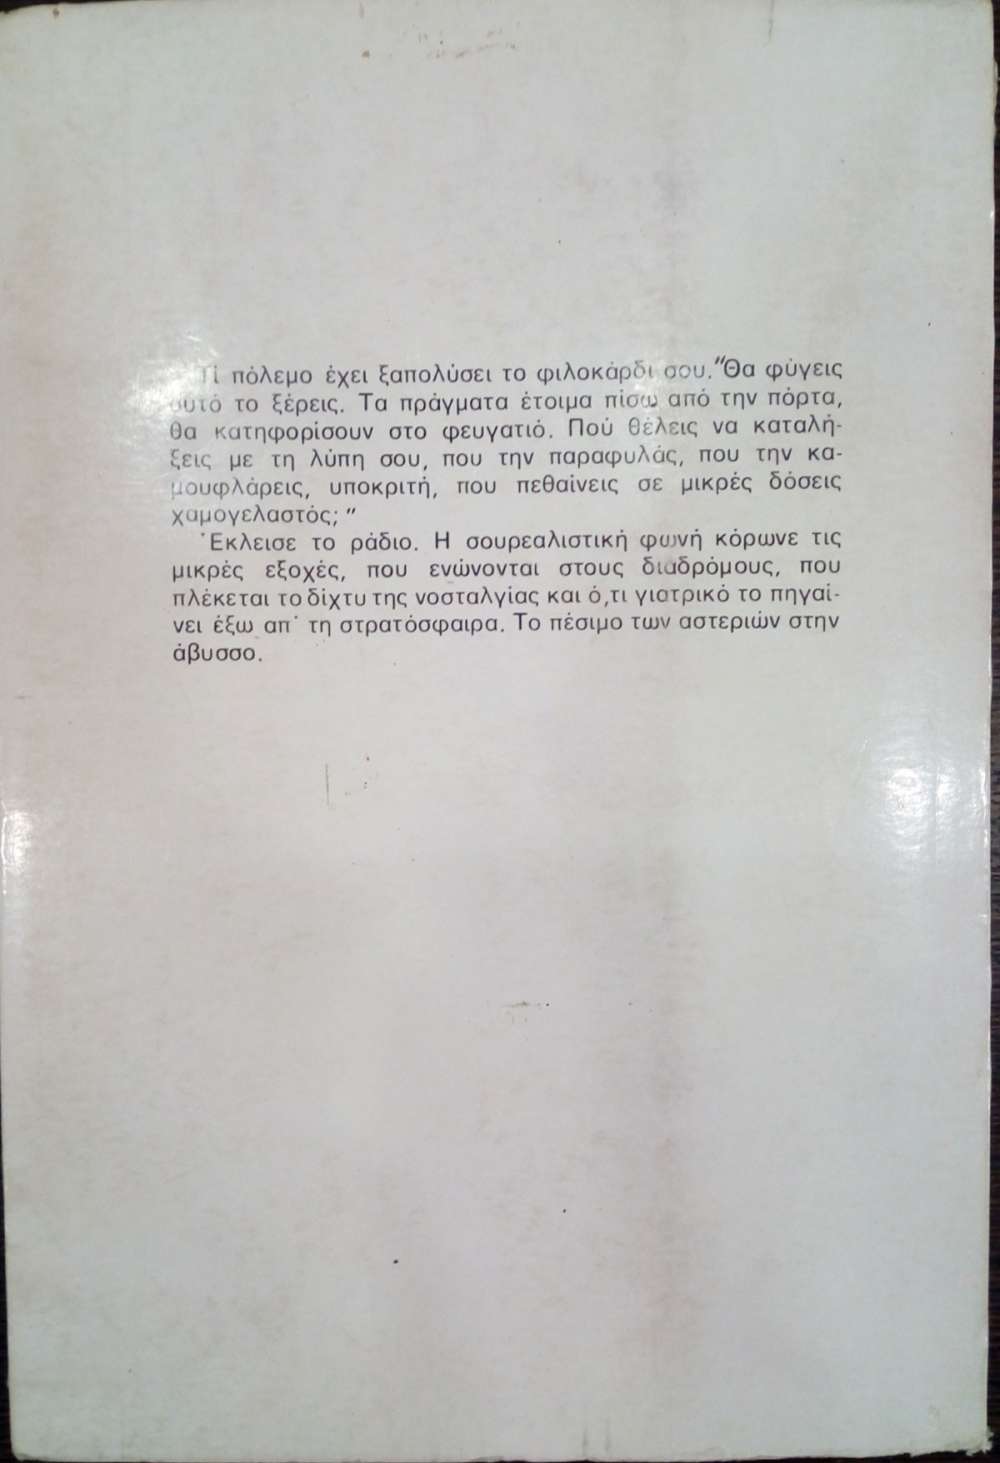 Τί πόλεμο έχει ξαπολύσει το φιλοκάρδι σου. "Θα φύγεις
αυτό το ξέρεις. Τα πράγματα έτοιμα πίσω από την πόρτα,
θα κατηφορίσουν στο φευγατιό. Πού θέλεις να καταλή-
ξεις με τη λύπη σου, που την παραφυλάς, που την κα-
μουφλάρεις, υποκριτή, που πεθαίνεις σε μικρές δόσεις
χαμογελαστός; "
Έκλεισε το ράδιο. Η σουρεαλιστική φωνή κόρωνε τις
μικρές εξοχές, που ενώνονται στους διαδρόμους, που
πλέκεται το δίχτυ της νοσταλγίας και ό,τι γιατρικό το πηγαί-
νει έξω απ' τη στρατόσφαιρα. Το πέσιμο των αστεριών στην
άβυσσο.